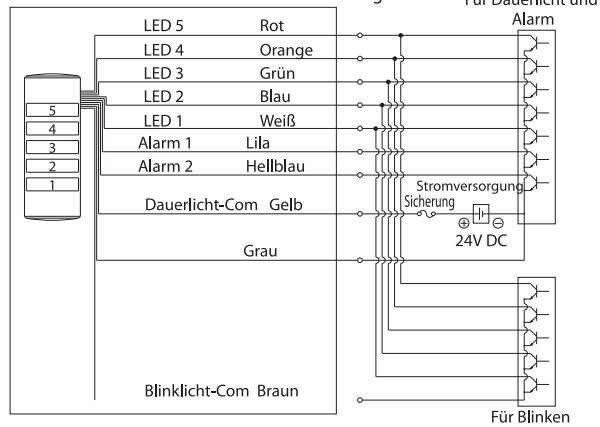 Für Dauerlicht und
Alarm
LED 5 Rot
LED 4 Orange
LED 3 Grün
LED 2 Blau
LED 1 Weiß
Alarm 1 Lila
Alarm 2 Hellblau
5
4
3
2
1
Stromversorgung
Sicherung
Dauerlicht-Com Gelb
⊕ ⊖
24V DC
Grau
Blinklicht-Com Braun
Für Blinken